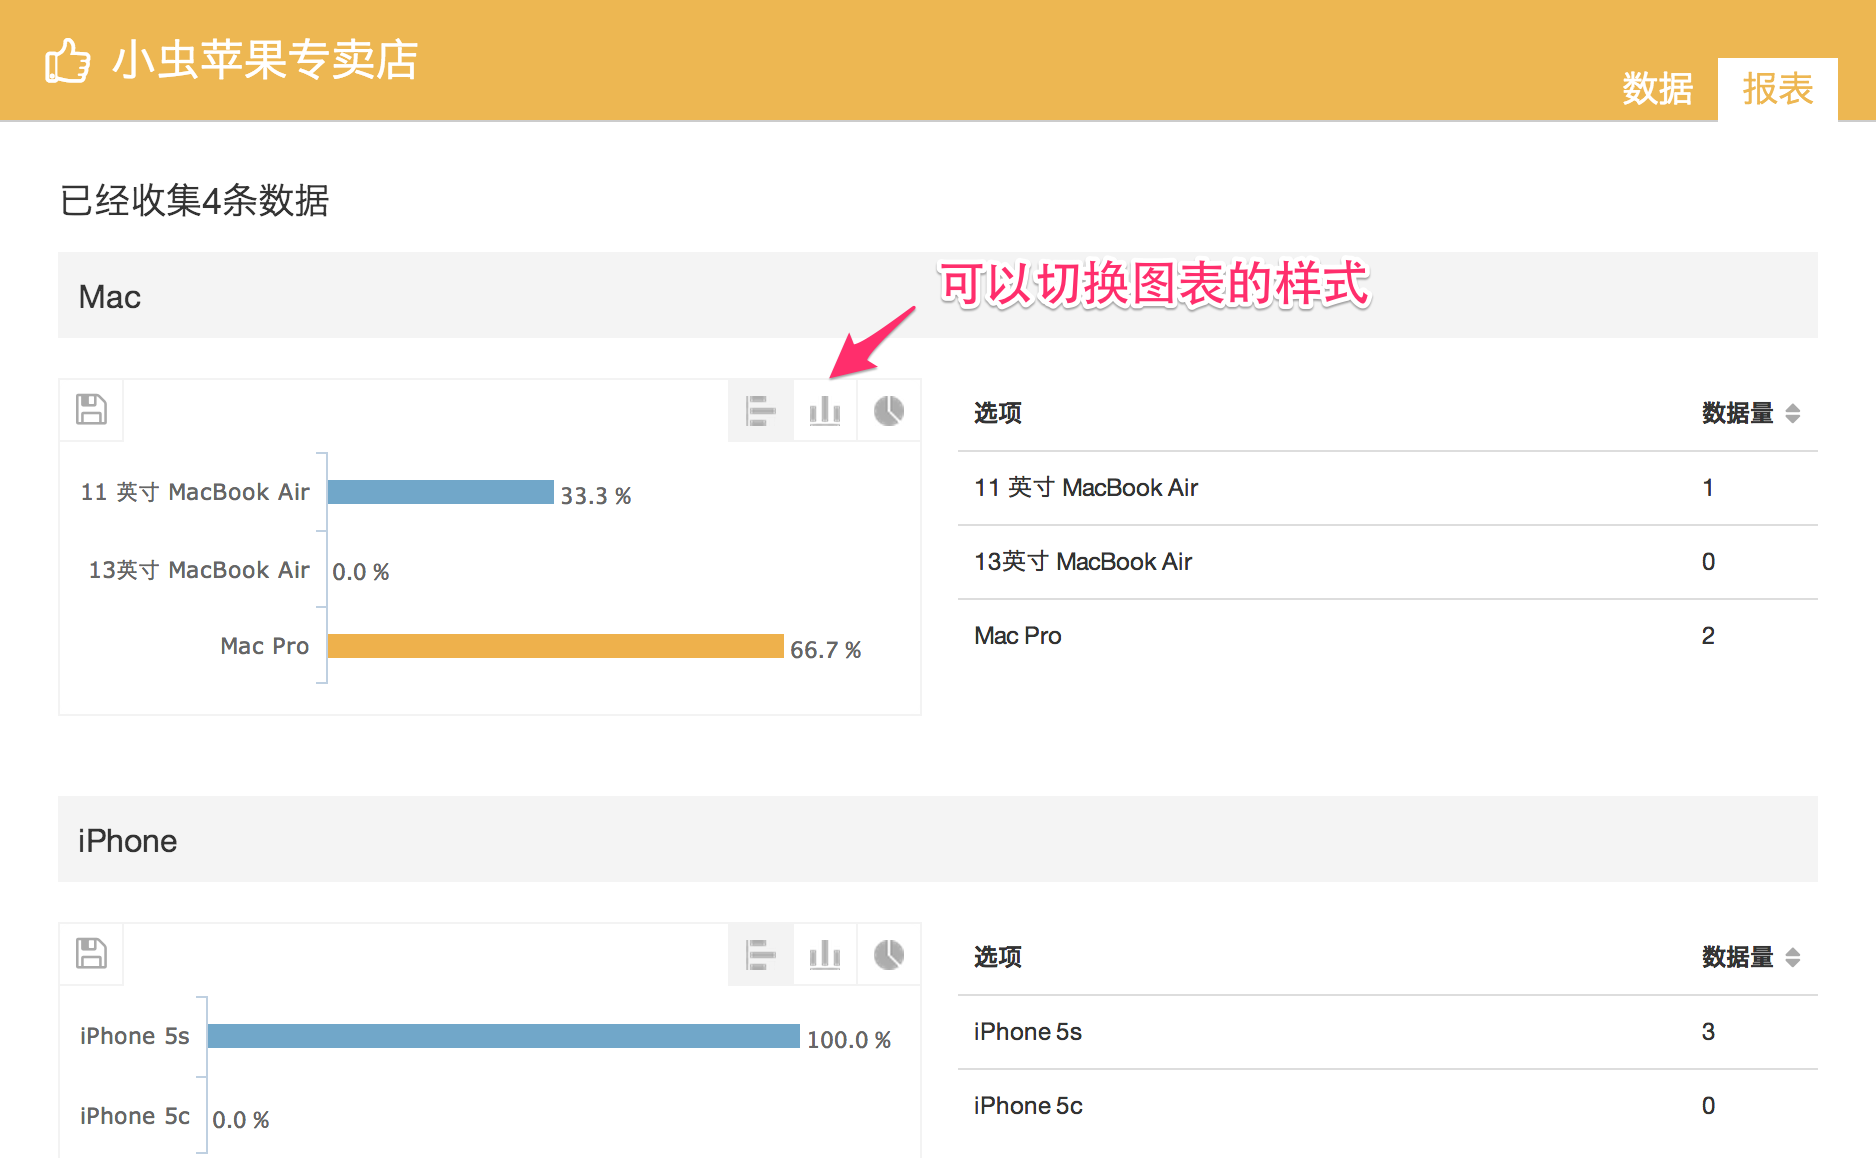 小虫苹果专卖店
数据 报表
已经收集4条数据
可以切换图表的样式
Mac
11 英寸 MacBook Air 33.3 %
13英寸 MacBook Air 0.0 %
Mac Pro 66.7 %
选项 数据量
11 英寸 MacBook Air 1
13英寸 MacBook Air 0
Mac Pro 2
iPhone
iPhone 5s 100.0 %
iPhone 5c 0.0 %
选项 数据量
iPhone 5s 3
iPhone 5c 0